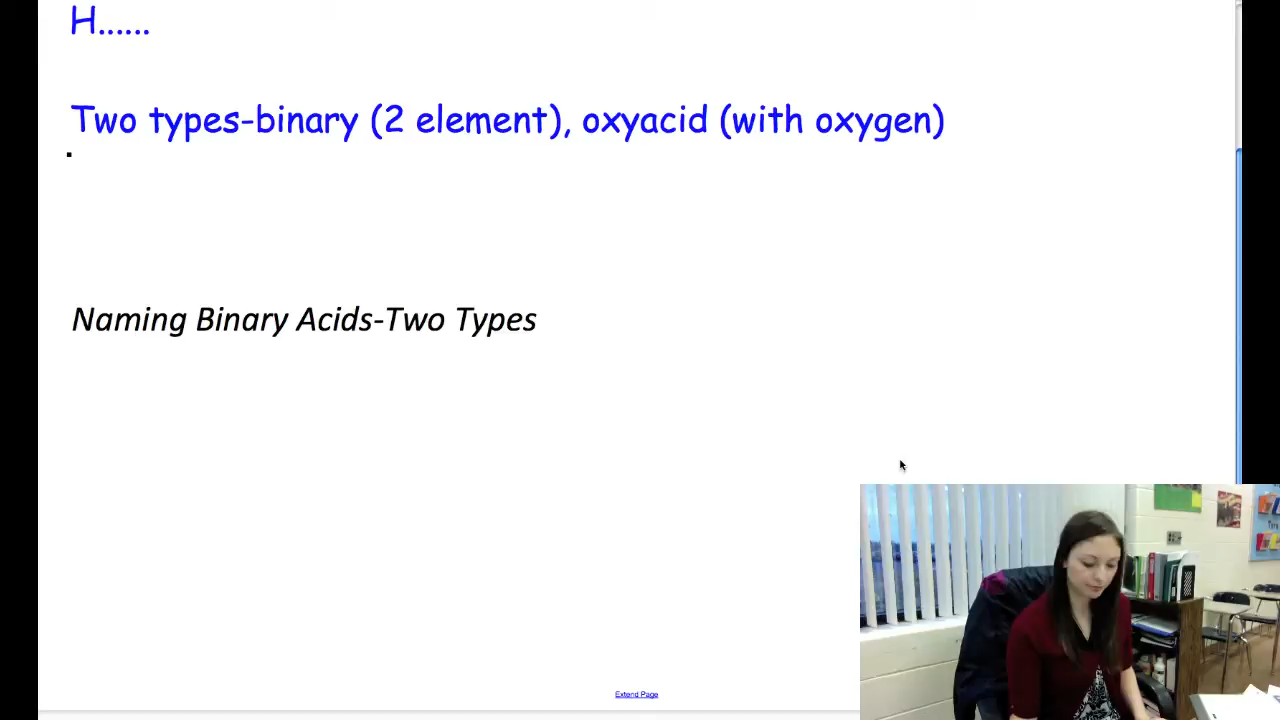 H......
Two types-binary (2 element), oxyacid (with oxygen)
Naming Binary Acids-Two Types
Extend Page